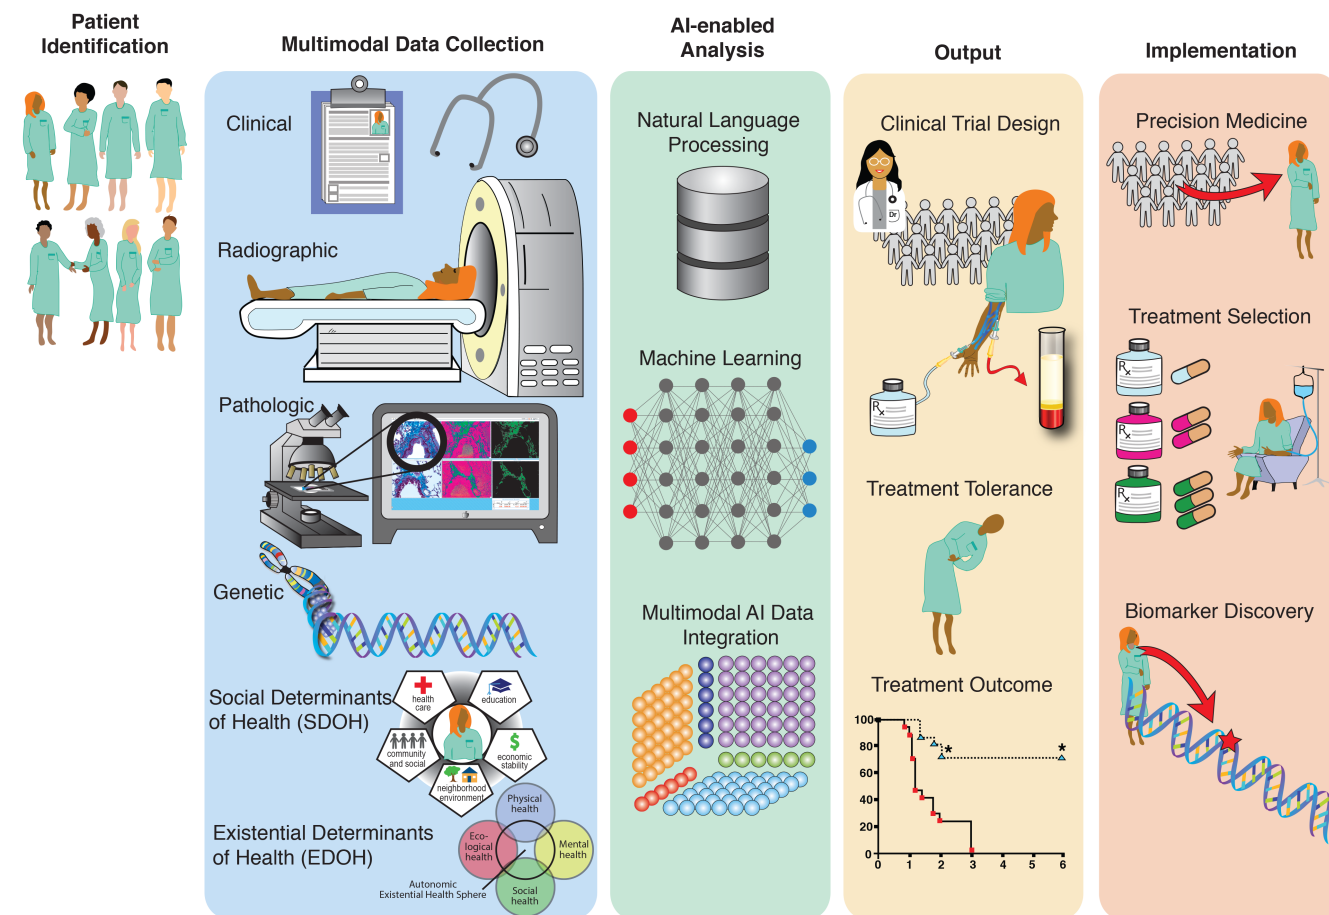 Patient
Identification
Multimodal Data Collection
AI-enabled
Analysis
Output
Implementation
Clinical
Radiographic
Pathologic
Genetic
Social Determinants
of Health (SDOH)
health
care
education
community
and social
economic
stability
$
neighborhood
environment
Existential Determinants
of Health (EDOH)
Physical
health
Eco-
logical
health
Mental
health
Social
health
Autonomic
Existential Health Sphere
Natural Language
Processing
Machine Learning
Multimodal AI Data
Integration
Clinical Trial Design
Dr
Rx
Treatment Tolerance
Treatment Outcome
100
80
60
40
20
0
* *
0 1 2 3 4 5 6
Precision Medicine
Treatment Selection
Rx
Rx
Rx
Biomarker Discovery